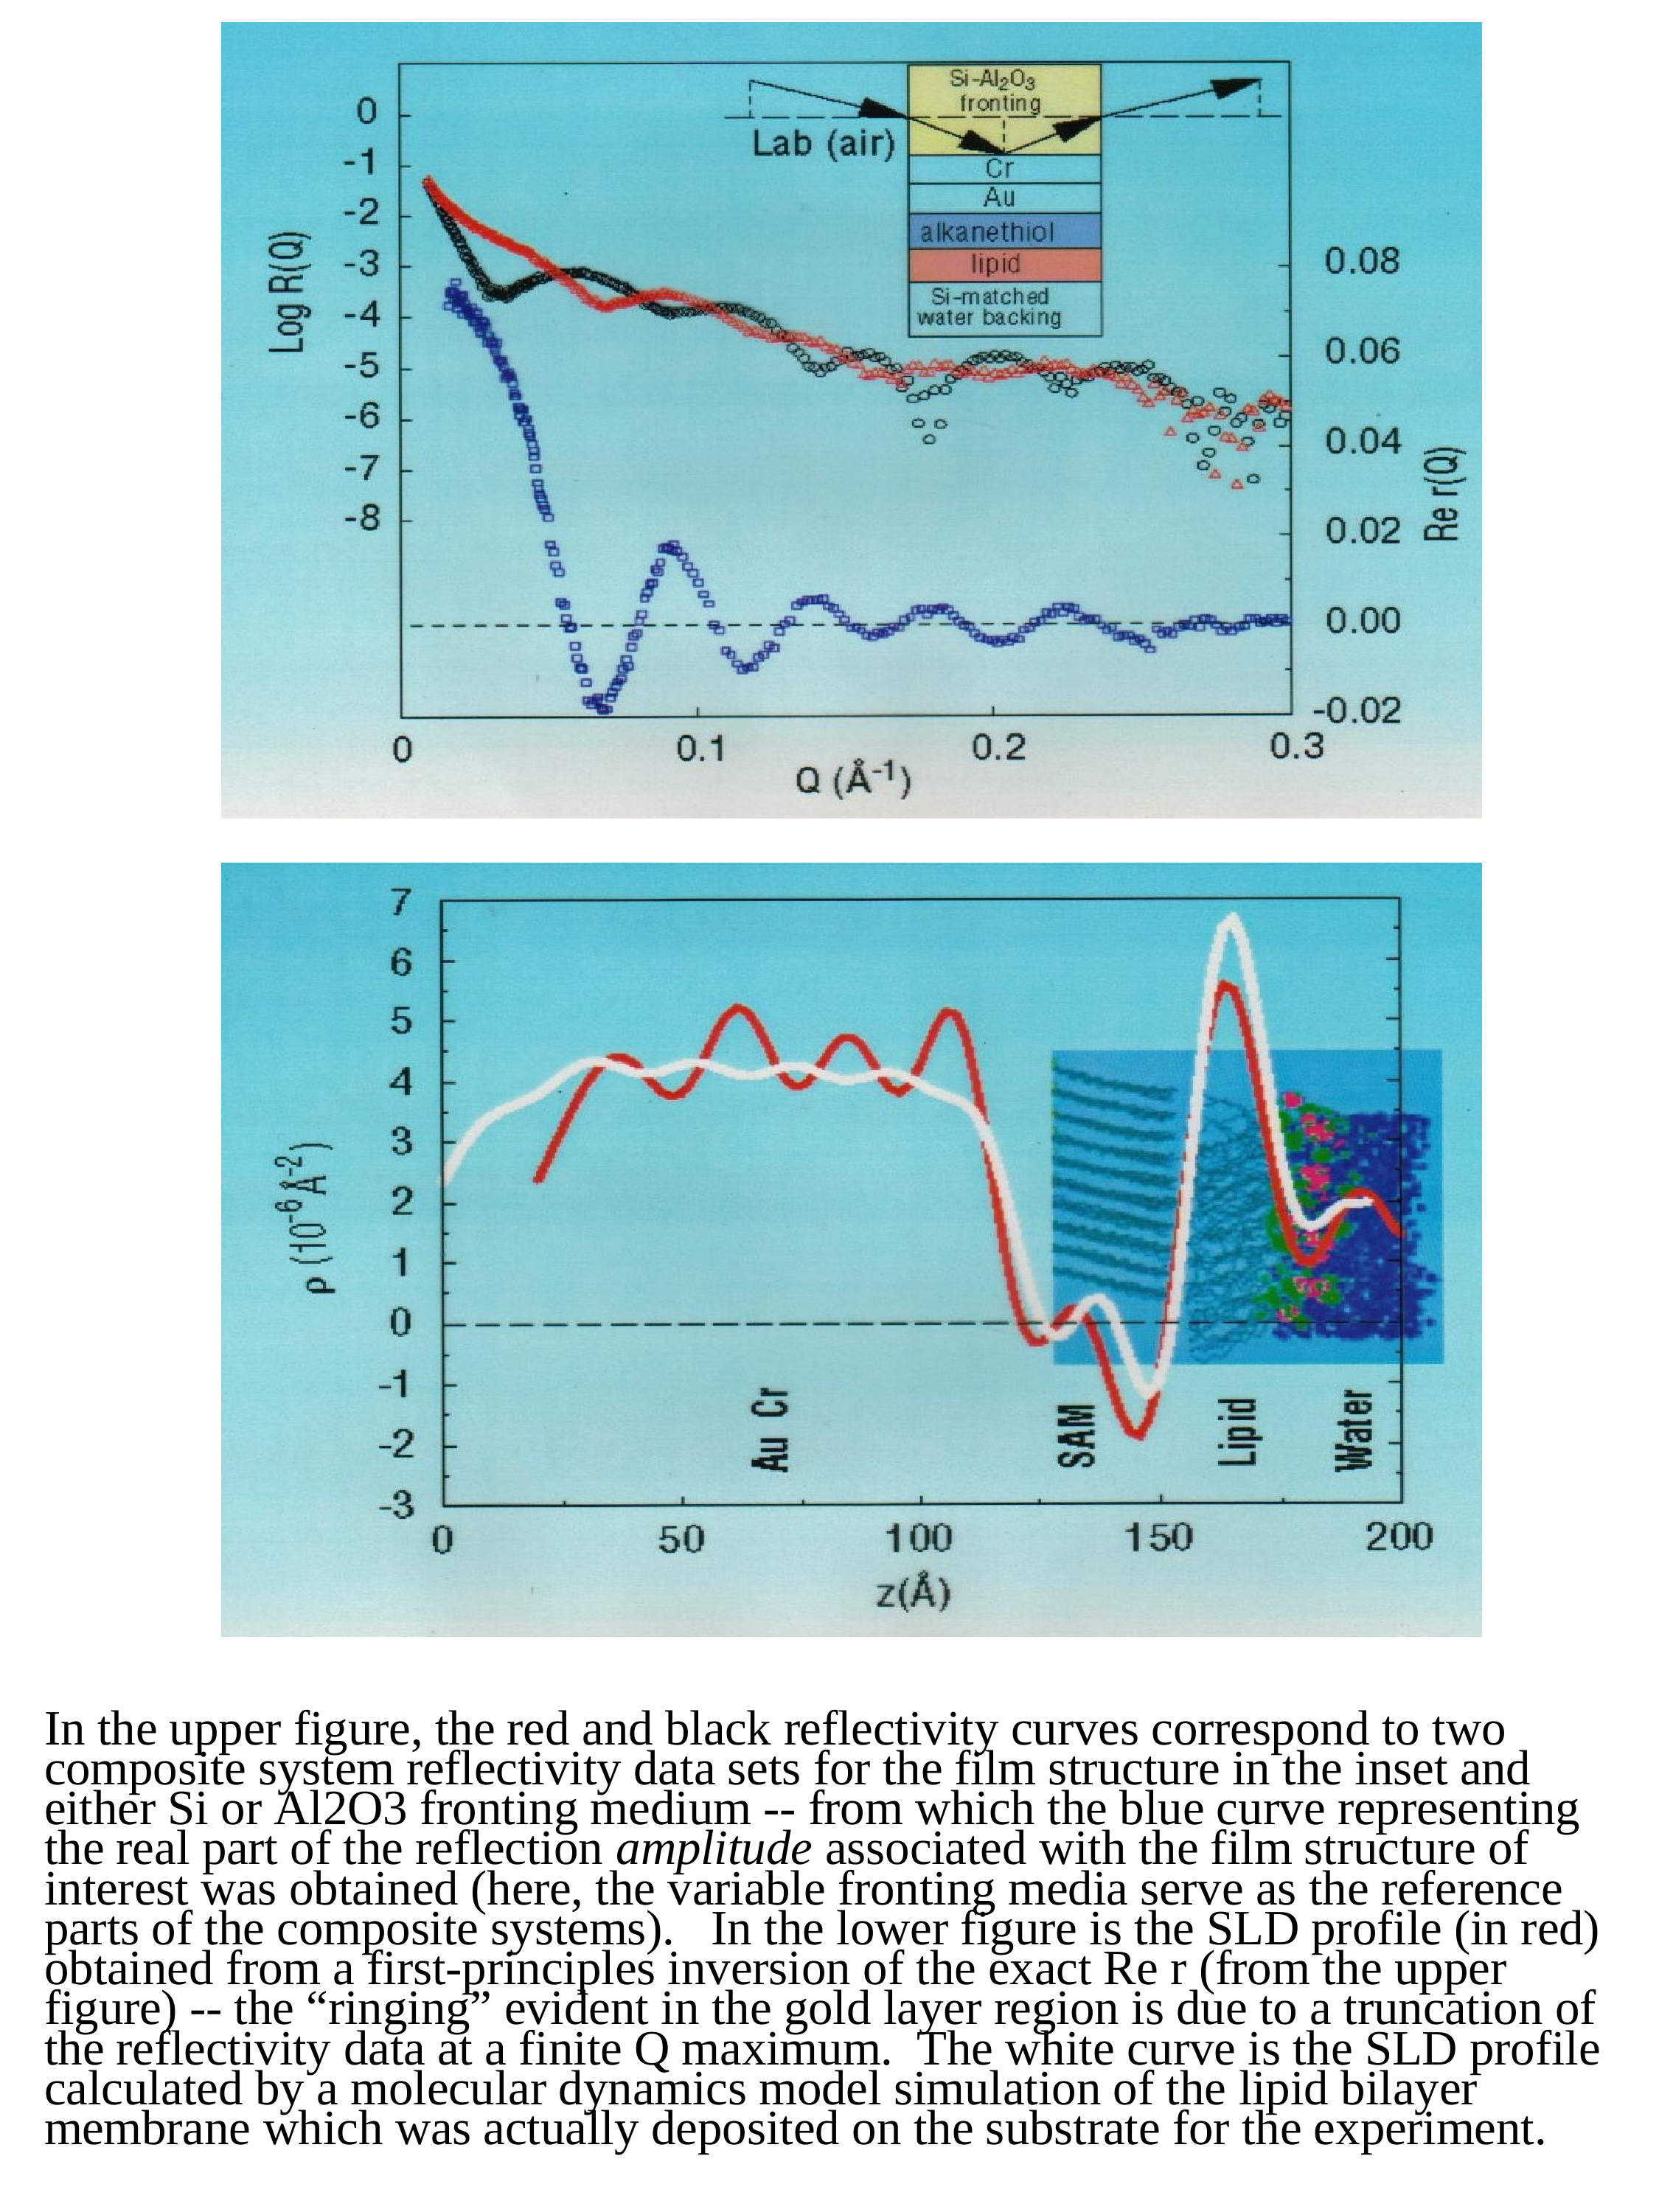 Si-Al₂O₃
fronting
Lab (air)
Cr
Au
alkanethiol
lipid
Si-matched
water backing
0
-1
-2
-3
-4
-5
-6
-7
-8
Log R(Q)
0.08
0.06
0.04
0.02
0.00
-0.02
Re r(Q)
0 0.1 0.2 0.3
Q (Å⁻¹)
7
6
5
4
3
2
1
0
-1
-2
-3
ρ (10⁻⁶ Å⁻²)
Au Cr
SAM
Lipid
Water
0 50 100 150 200
z(Å)
In the upper figure, the red and black reflectivity curves correspond to two
composite system reflectivity data sets for the film structure in the inset and
either Si or Al2O3 fronting medium -- from which the blue curve representing
the real part of the reflection amplitude associated with the film structure of
interest was obtained (here, the variable fronting media serve as the reference
parts of the composite systems). In the lower figure is the SLD profile (in red)
obtained from a first-principles inversion of the exact Re r (from the upper
figure) -- the “ringing” evident in the gold layer region is due to a truncation of
the reflectivity data at a finite Q maximum. The white curve is the SLD profile
calculated by a molecular dynamics model simulation of the lipid bilayer
membrane which was actually deposited on the substrate for the experiment.